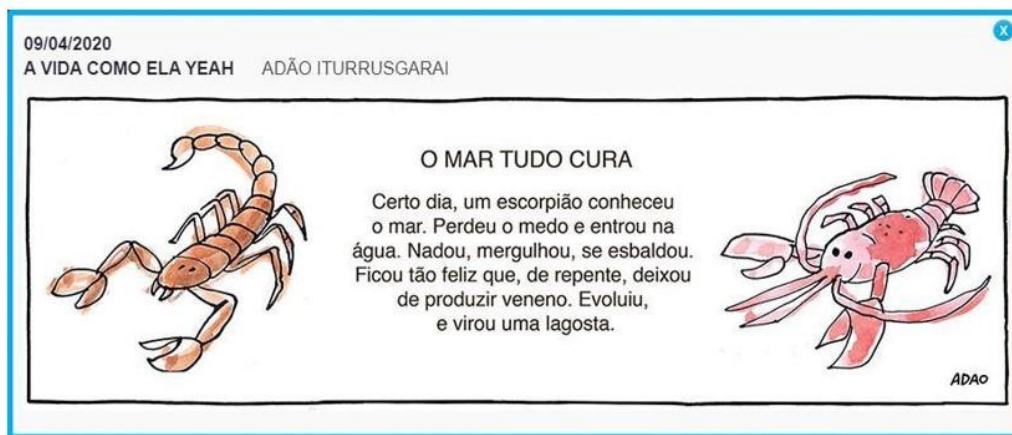 09/04/2020
A VIDA COMO ELA YEAH ADÃO ITURRUSGARAI
X
O MAR TUDO CURA
Certo dia, um escorpião conheceu
o mar. Perdeu o medo e entrou na
água. Nadou, mergulhou, se esbaldou.
Ficou tão feliz que, de repente, deixou
de produzir veneno. Evoluiu,
e virou uma lagosta.
ADAO